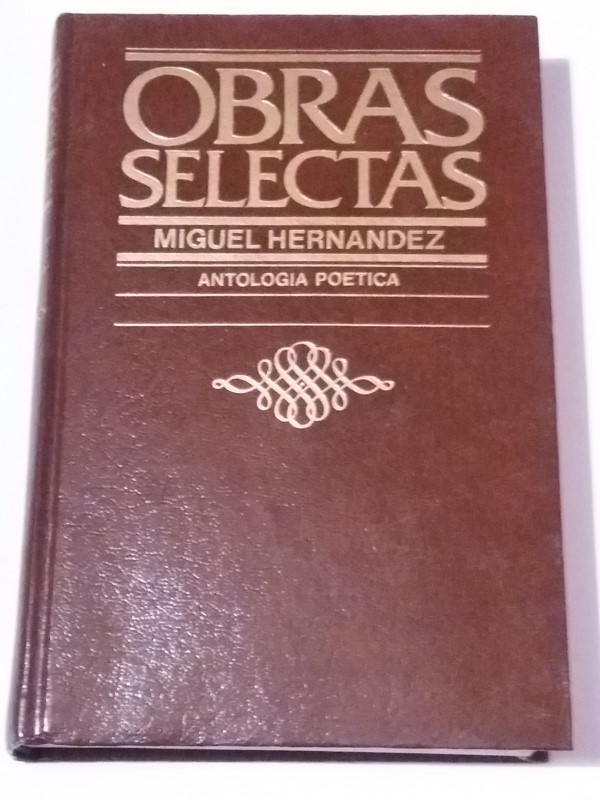 OBRAS
SELECTAS
MIGUEL HERNANDEZ
ANTOLOGIA POETICA